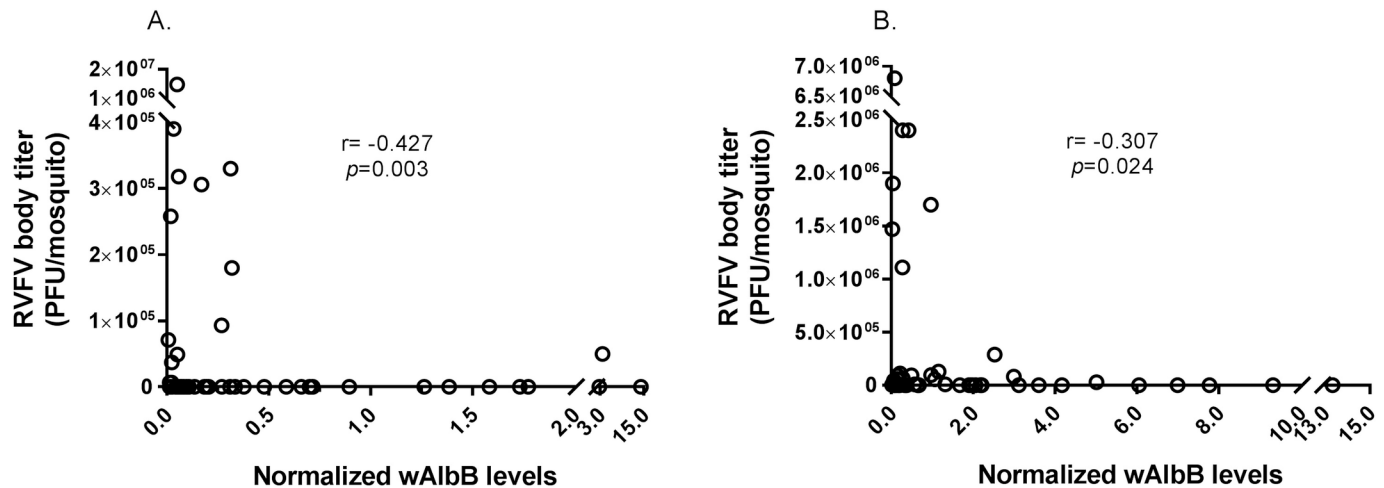 A.
RVFV body titer
(PFU/mosquito)
2×10⁰⁷
1×10⁰⁶
4×10⁰⁵
3×10⁰⁵
2×10⁰⁵
1×10⁰⁵
0
r= -0.427
p=0.003
0.0 0.5 1.0 1.5 2.0 3.0 15.0
Normalized wAlbB levels
B.
RVFV body titer
(PFU/mosquito)
7.0×10⁰⁶
6.5×10⁰⁶
2.5×10⁰⁶
2.0×10⁰⁶
1.5×10⁰⁶
1.0×10⁰⁶
5.0×10⁰⁵
0
r= -0.307
p=0.024
0.0 2.0 4.0 6.0 8.0 10.0 13.0 15.0
Normalized wAlbB levels